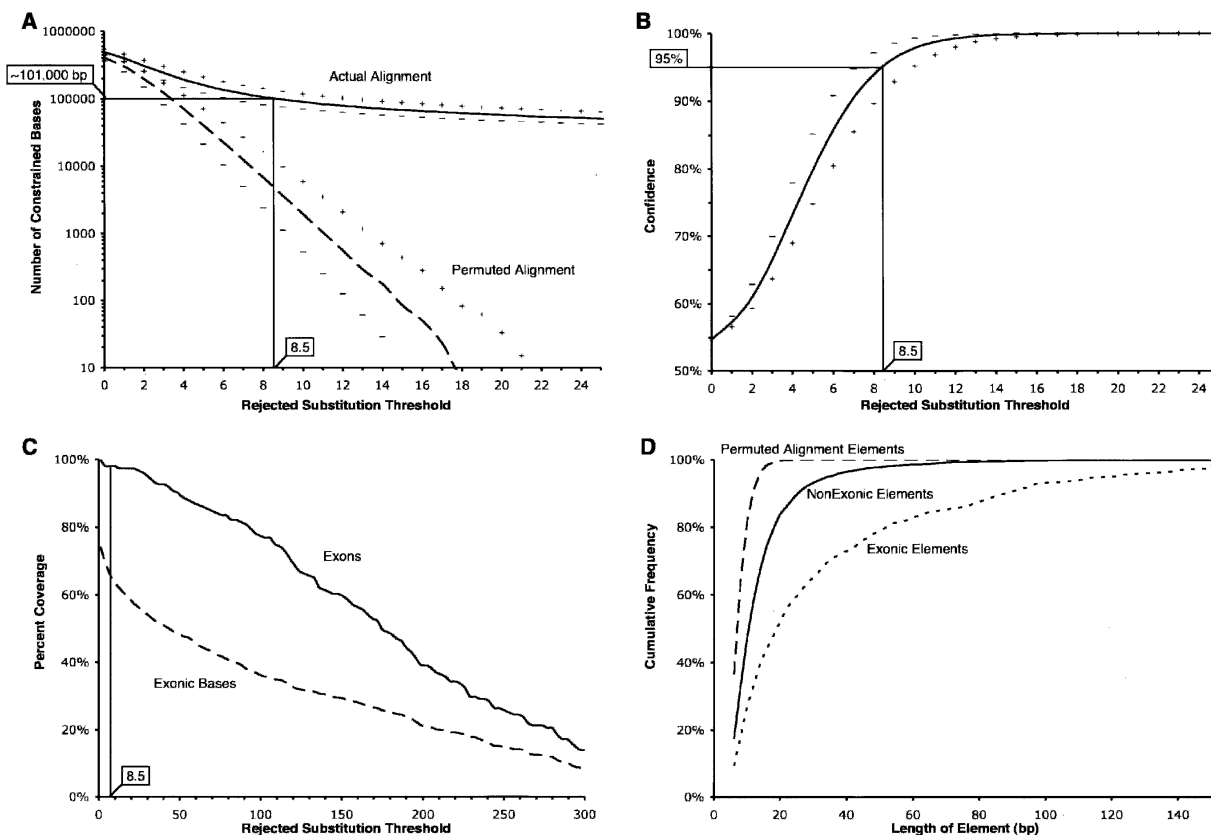 A
1000000
~101,000 bp
100000
10000
1000
100
10
Number of Constrained Bases
Actual Alignment
Permuted Alignment
8.5
0 2 4 6 8 10 12 14 16 18 20 22 24
Rejected Substitution Threshold
B
100%
95%
90%
80%
70%
60%
50%
Confidence
8.5
0 2 4 6 8 10 12 14 16 18 20 22 24
Rejected Substitution Threshold
C
100%
80%
60%
40%
20%
0%
Percent Coverage
Exons
Exonic Bases
8.5
0 50 100 150 200 250 300
Rejected Substitution Threshold
D
Permuted Alignment Elements
100%
80%
60%
40%
20%
0%
Cumulative Frequency
NonExonic Elements
Exonic Elements
0 20 40 60 80 100 120 140
Length of Element (bp)